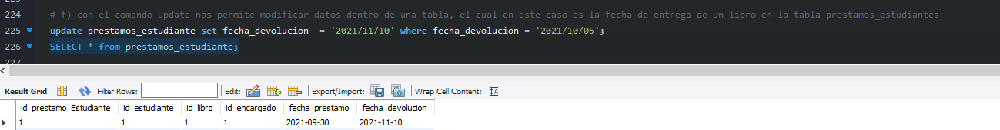 224 # f) con el comando update nos permite modificar datos dentro de una tabla, el cual en este caso es la fecha de entrega de un libro en la tabla prestamos_estudiantes
225 update prestamos_estudiante set fecha_devolucion = '2021/11/10' where fecha_devolucion = '2021/10/05';
226 SELECT * from prestamos_estudiante;
227
Result Grid Filter Rows: Edit: Export/Import: Wrap Cell Content: IA
id_prestamo_Estudiante id_estudiante id_libro id_encargado fecha_prestamo fecha_devolucion
1 1 1 1 2021-09-30 2021-11-10